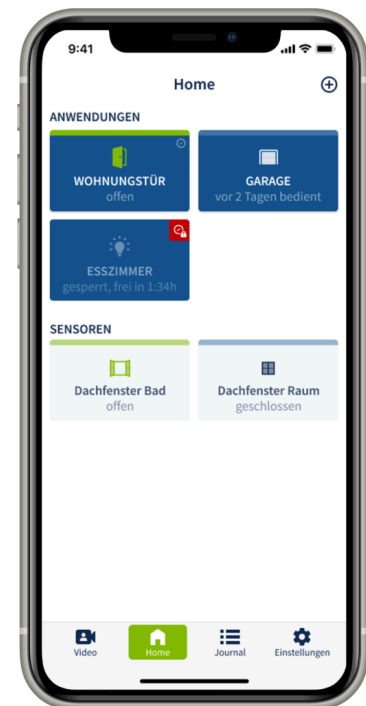 9:41
Home
ANWENDUNGEN
WOHNUNGSTÜR
offen
GARAGE
vor 2 Tagen bedient
ESSZIMMER
gesperrt, frei in 1:34h
SENSOREN
Dachfenster Bad
offen
Dachfenster Raum
geschlossen
Video
Home
Journal
Einstellungen